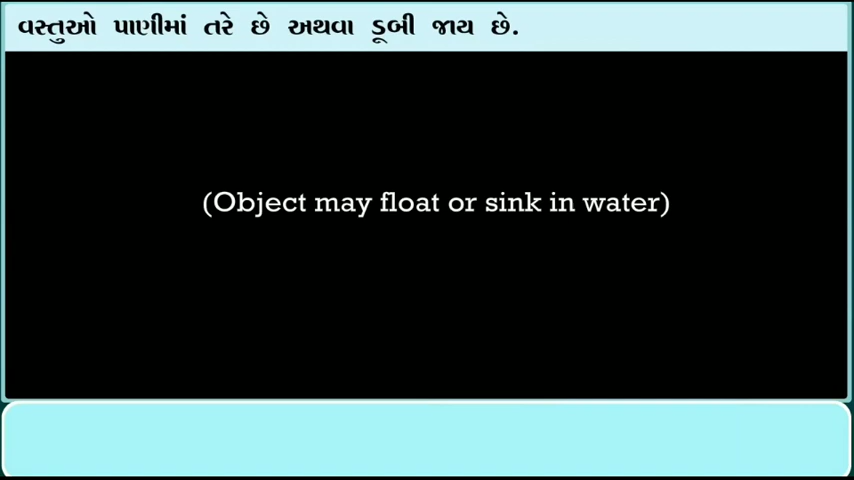 વસ્તુઓ પાણીમાં તરે છે અથવા ડૂબી જાય છે.
(Object may float or sink in water)